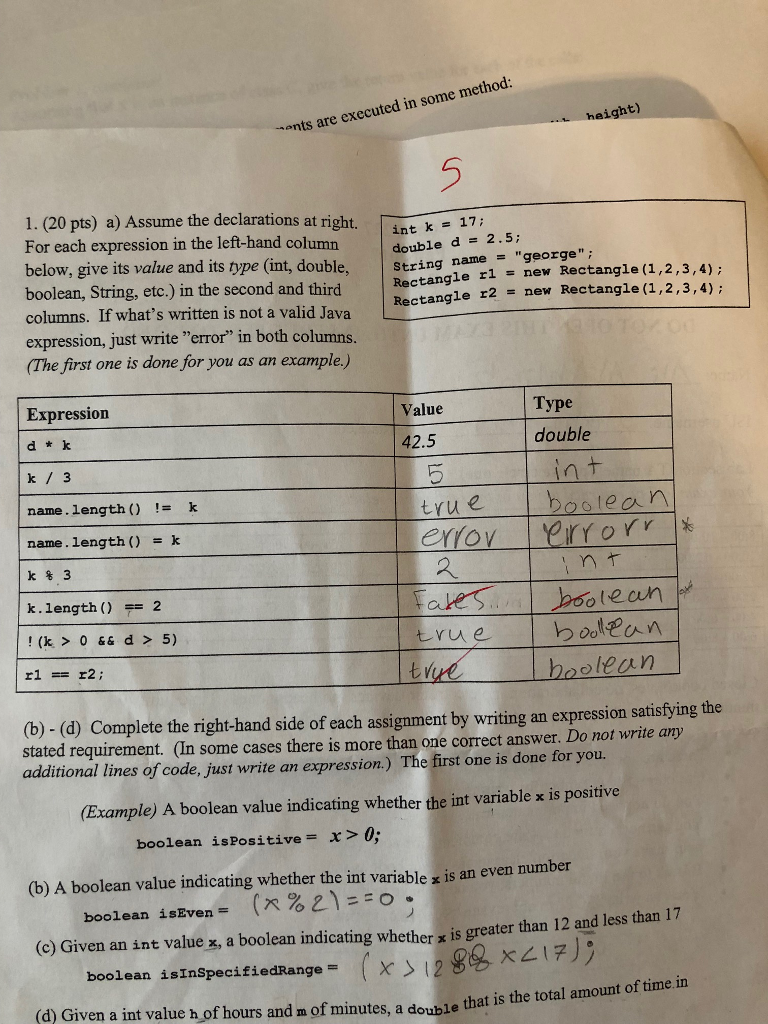 ents are executed in some method:
height)
5
1. (20 pts) a) Assume the declarations at right.
For each expression in the left-hand column
below, give its value and its type (int, double,
boolean, String, etc.) in the second and third
columns. If what's written is not a valid Java
expression, just write "error" in both columns.
(The first one is done for you as an example.)
int k = 17;
double d = 2.5;
String name = "george";
Rectangle r1 = new Rectangle(1,2,3,4);
Rectangle r2 = new Rectangle(1,2,3,4);
Expression Value Type
d * k 42.5 double
k / 3 5 int
name.length() != k true boolean
name.length() = k error errorr *
k % 3 2 int
k.length() == 2 Fales.... boolean *
!(k > 0 && d > 5) true boolean
r1 == r2; true boolean
(b) - (d) Complete the right-hand side of each assignment by writing an expression satisfying the
stated requirement. (In some cases there is more than one correct answer. Do not write any
additional lines of code, just write an expression.) The first one is done for you.
(Example) A boolean value indicating whether the int variable x is positive
boolean isPositive = x > 0;
(b) A boolean value indicating whether the int variable x is an even number
boolean isEven = (x%2)==0;
(c) Given an int value x, a boolean indicating whether x is greater than 12 and less than 17
boolean isInSpecifiedRange = (x>12 && x<17);
(d) Given a int value h of hours and m of minutes, a double that is the total amount of time in